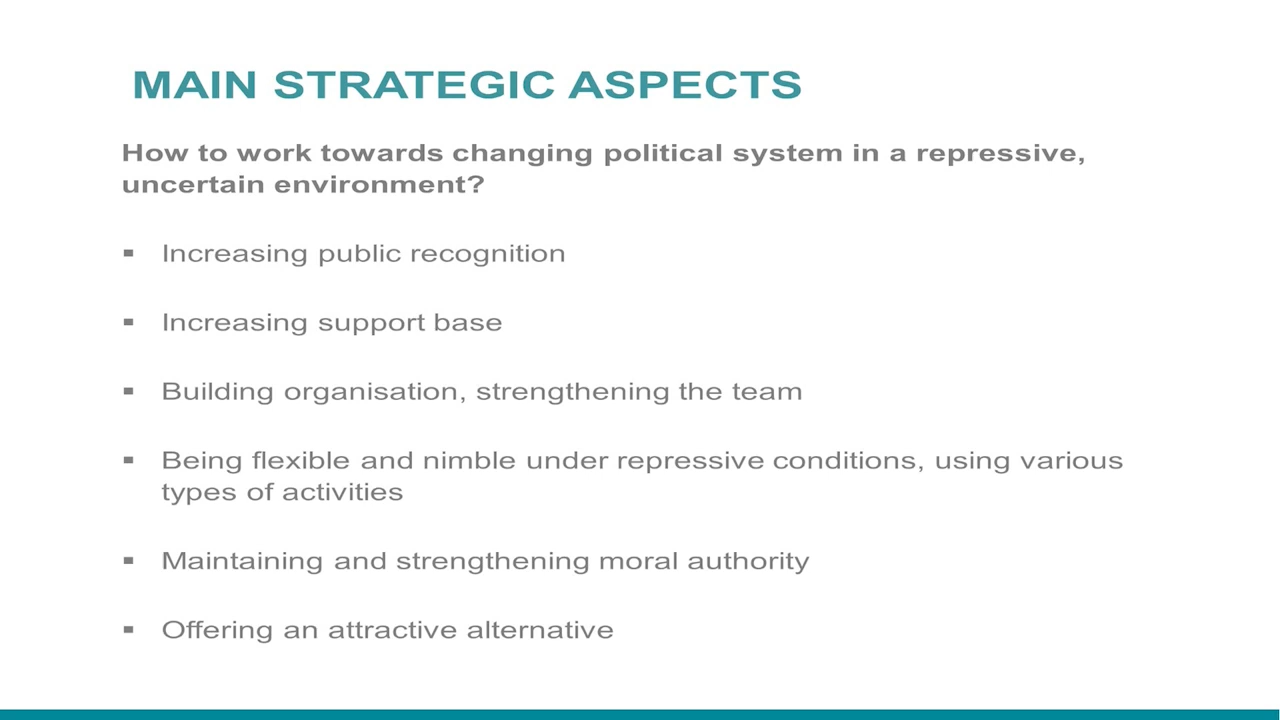 MAIN STRATEGIC ASPECTS
How to work towards changing political system in a repressive,
uncertain environment?
▪ Increasing public recognition
▪ Increasing support base
▪ Building organisation, strengthening the team
▪ Being flexible and nimble under repressive conditions, using various
types of activities
▪ Maintaining and strengthening moral authority
▪ Offering an attractive alternative